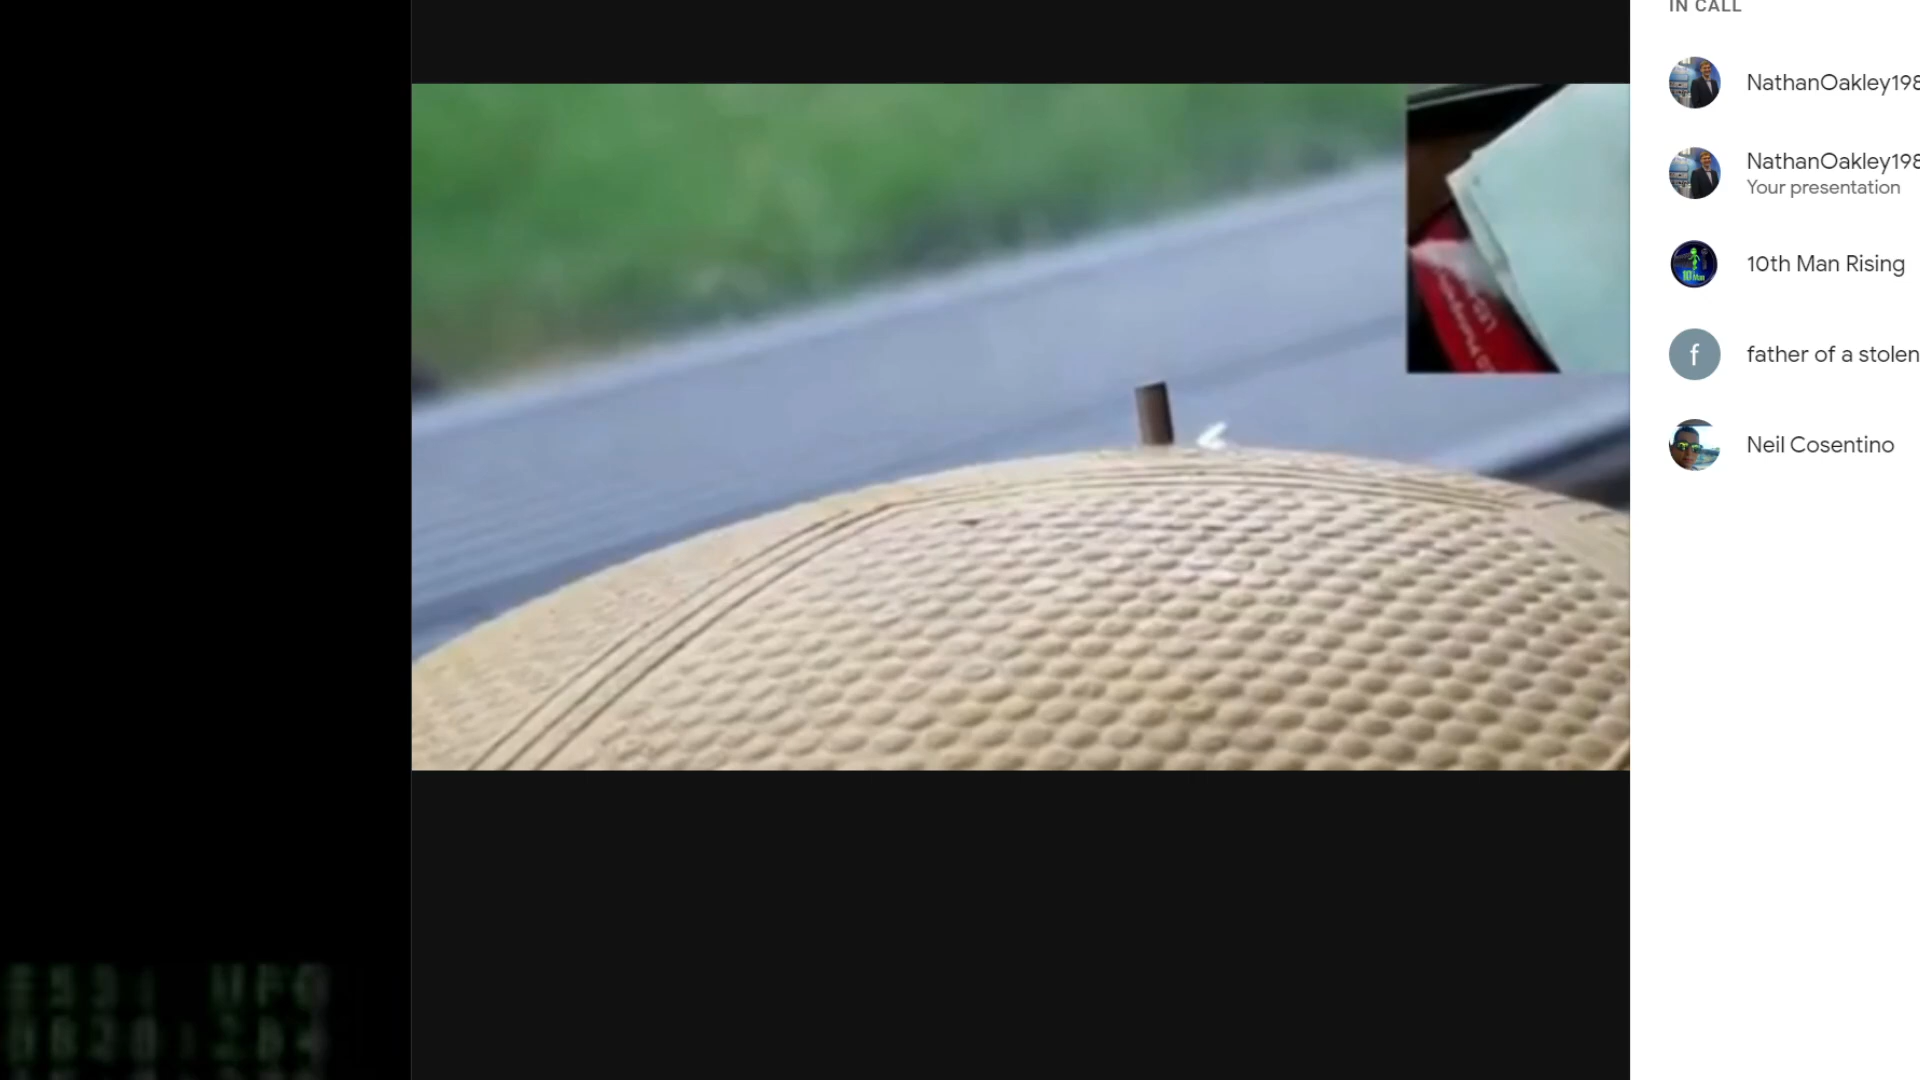 IN CALL
NathanOakley198
NathanOakley198
Your presentation
10th Man Rising
f
father of a stolen
Neil Cosentino